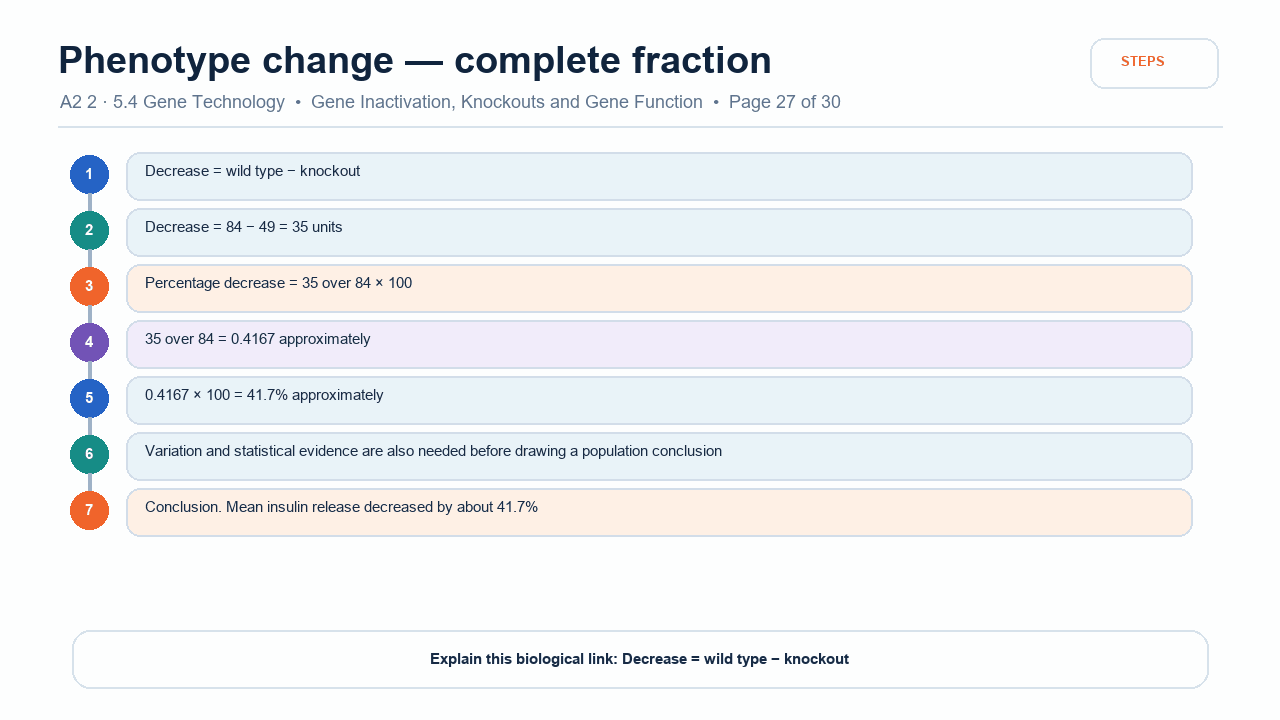 Phenotype change — complete fraction
STEPS
A2 2 · 5.4 Gene Technology • Gene Inactivation, Knockouts and Gene Function • Page 27 of 30
1
Decrease = wild type − knockout
2
Decrease = 84 − 49 = 35 units
3
Percentage decrease = 35 over 84 × 100
4
35 over 84 = 0.4167 approximately
5
0.4167 × 100 = 41.7% approximately
6
Variation and statistical evidence are also needed before drawing a population conclusion
7
Conclusion. Mean insulin release decreased by about 41.7%
Explain this biological link: Decrease = wild type − knockout